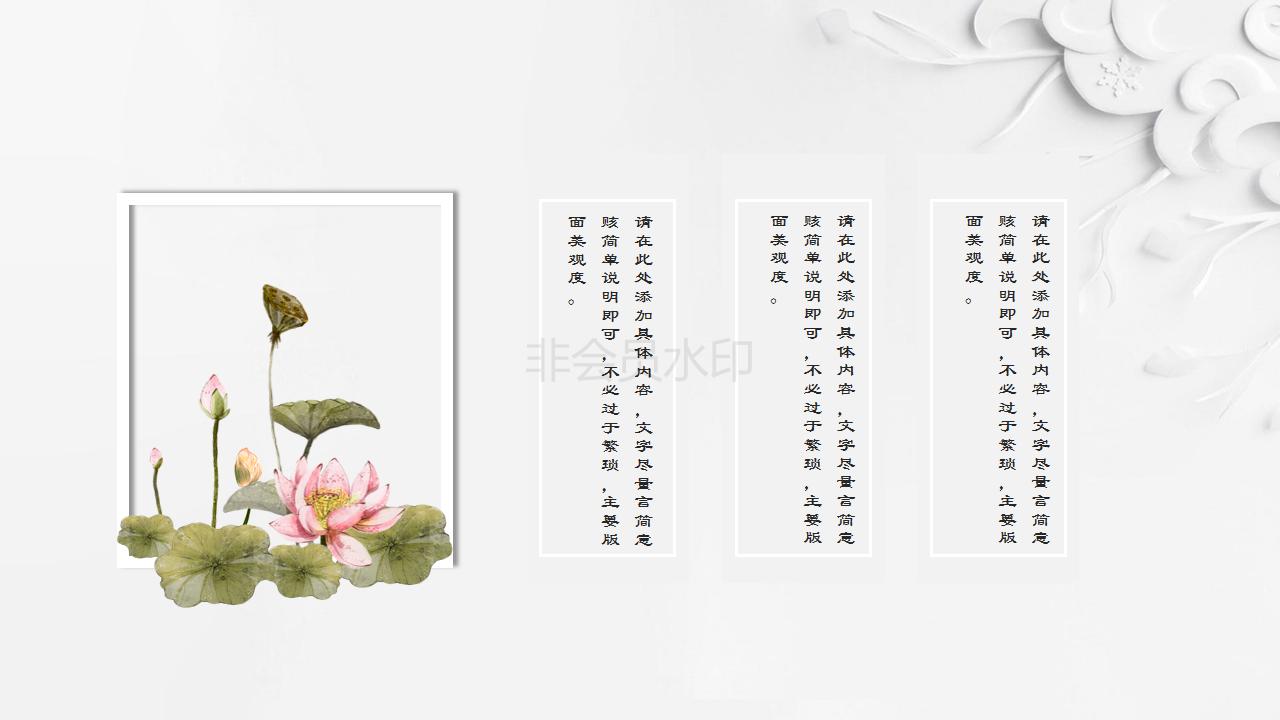 请在此处添加具体内容，文字尽量言简意
赅简单说明即可，不必过于繁琐，主要版
面美观度。
请在此处添加具体内容，文字尽量言简意
赅简单说明即可，不必过于繁琐，主要版
面美观度。
请在此处添加具体内容，文字尽量言简意
赅简单说明即可，不必过于繁琐，主要版
面美观度。
非会员水印